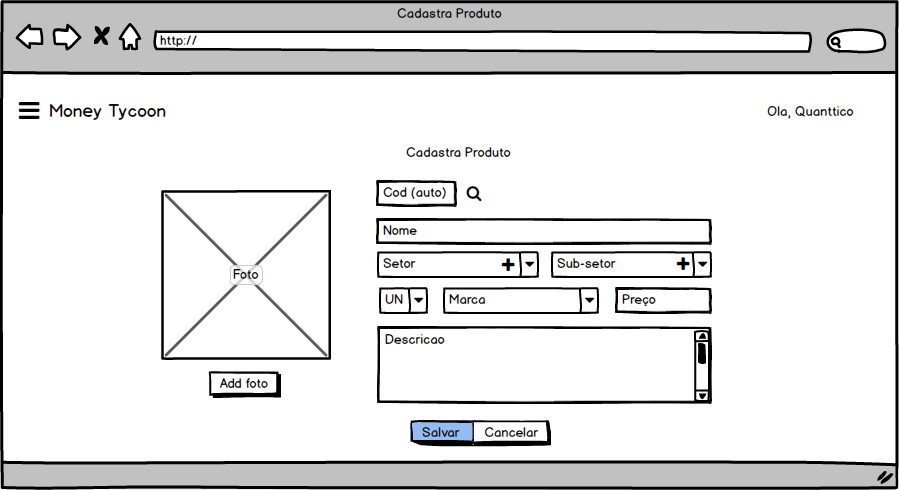 Cadastra Produto
http://
Money Tycoon
Ola, Quanttico
Cadastra Produto
Cod (auto)
Nome
Setor
Sub-setor
UN
Marca
Preço
Foto
Descricao
Add foto
Salvar
Cancelar